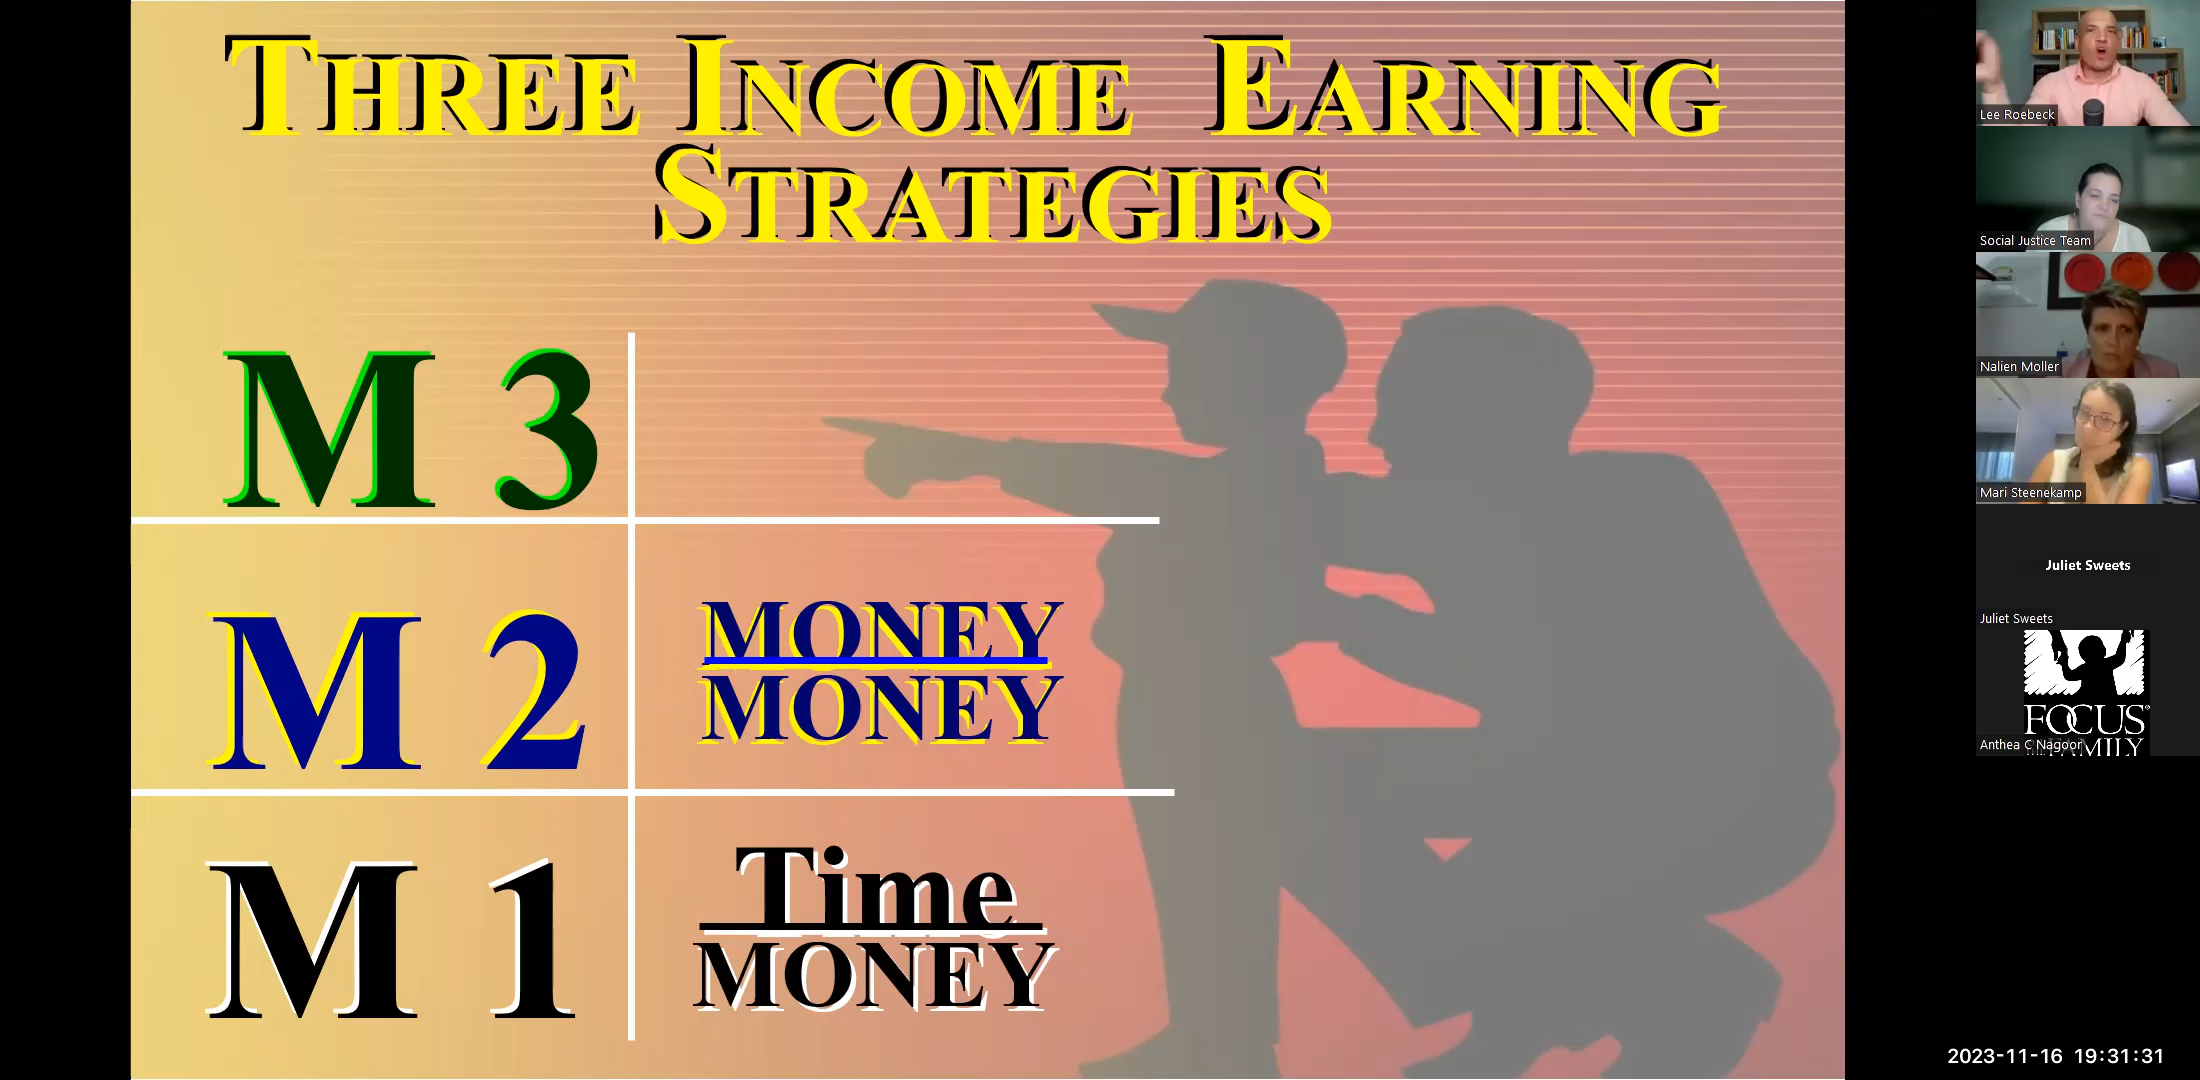 THREE INCOME EARNING
STRATEGIES
M 3
M 2
MONEY
MONEY
M 1
Time
MONEY
Lee Roebeck
Social Justice Team
Nalien Moller
Mari Steenekamp
Juliet Sweets
Juliet Sweets
FOCUS
FAMILY
Anthea C Nagoor
2023-11-16 19:31:31